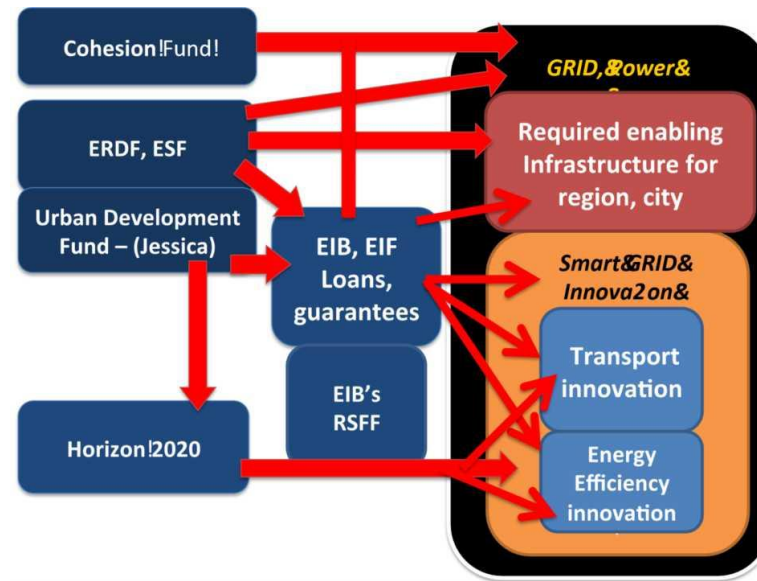 Cohesion!Fund!
ERDF, ESF
Urban Development
Fund – (Jessica)
EIB, EIF
Loans,
guarantees
EIB's
RSFF
Horizon!2020
GRID,&Power&
Required enabling
Infrastructure for
region, city
Smart&GRID&
Innova2on&
Transport
innovation
Energy
Efficiency
innovation